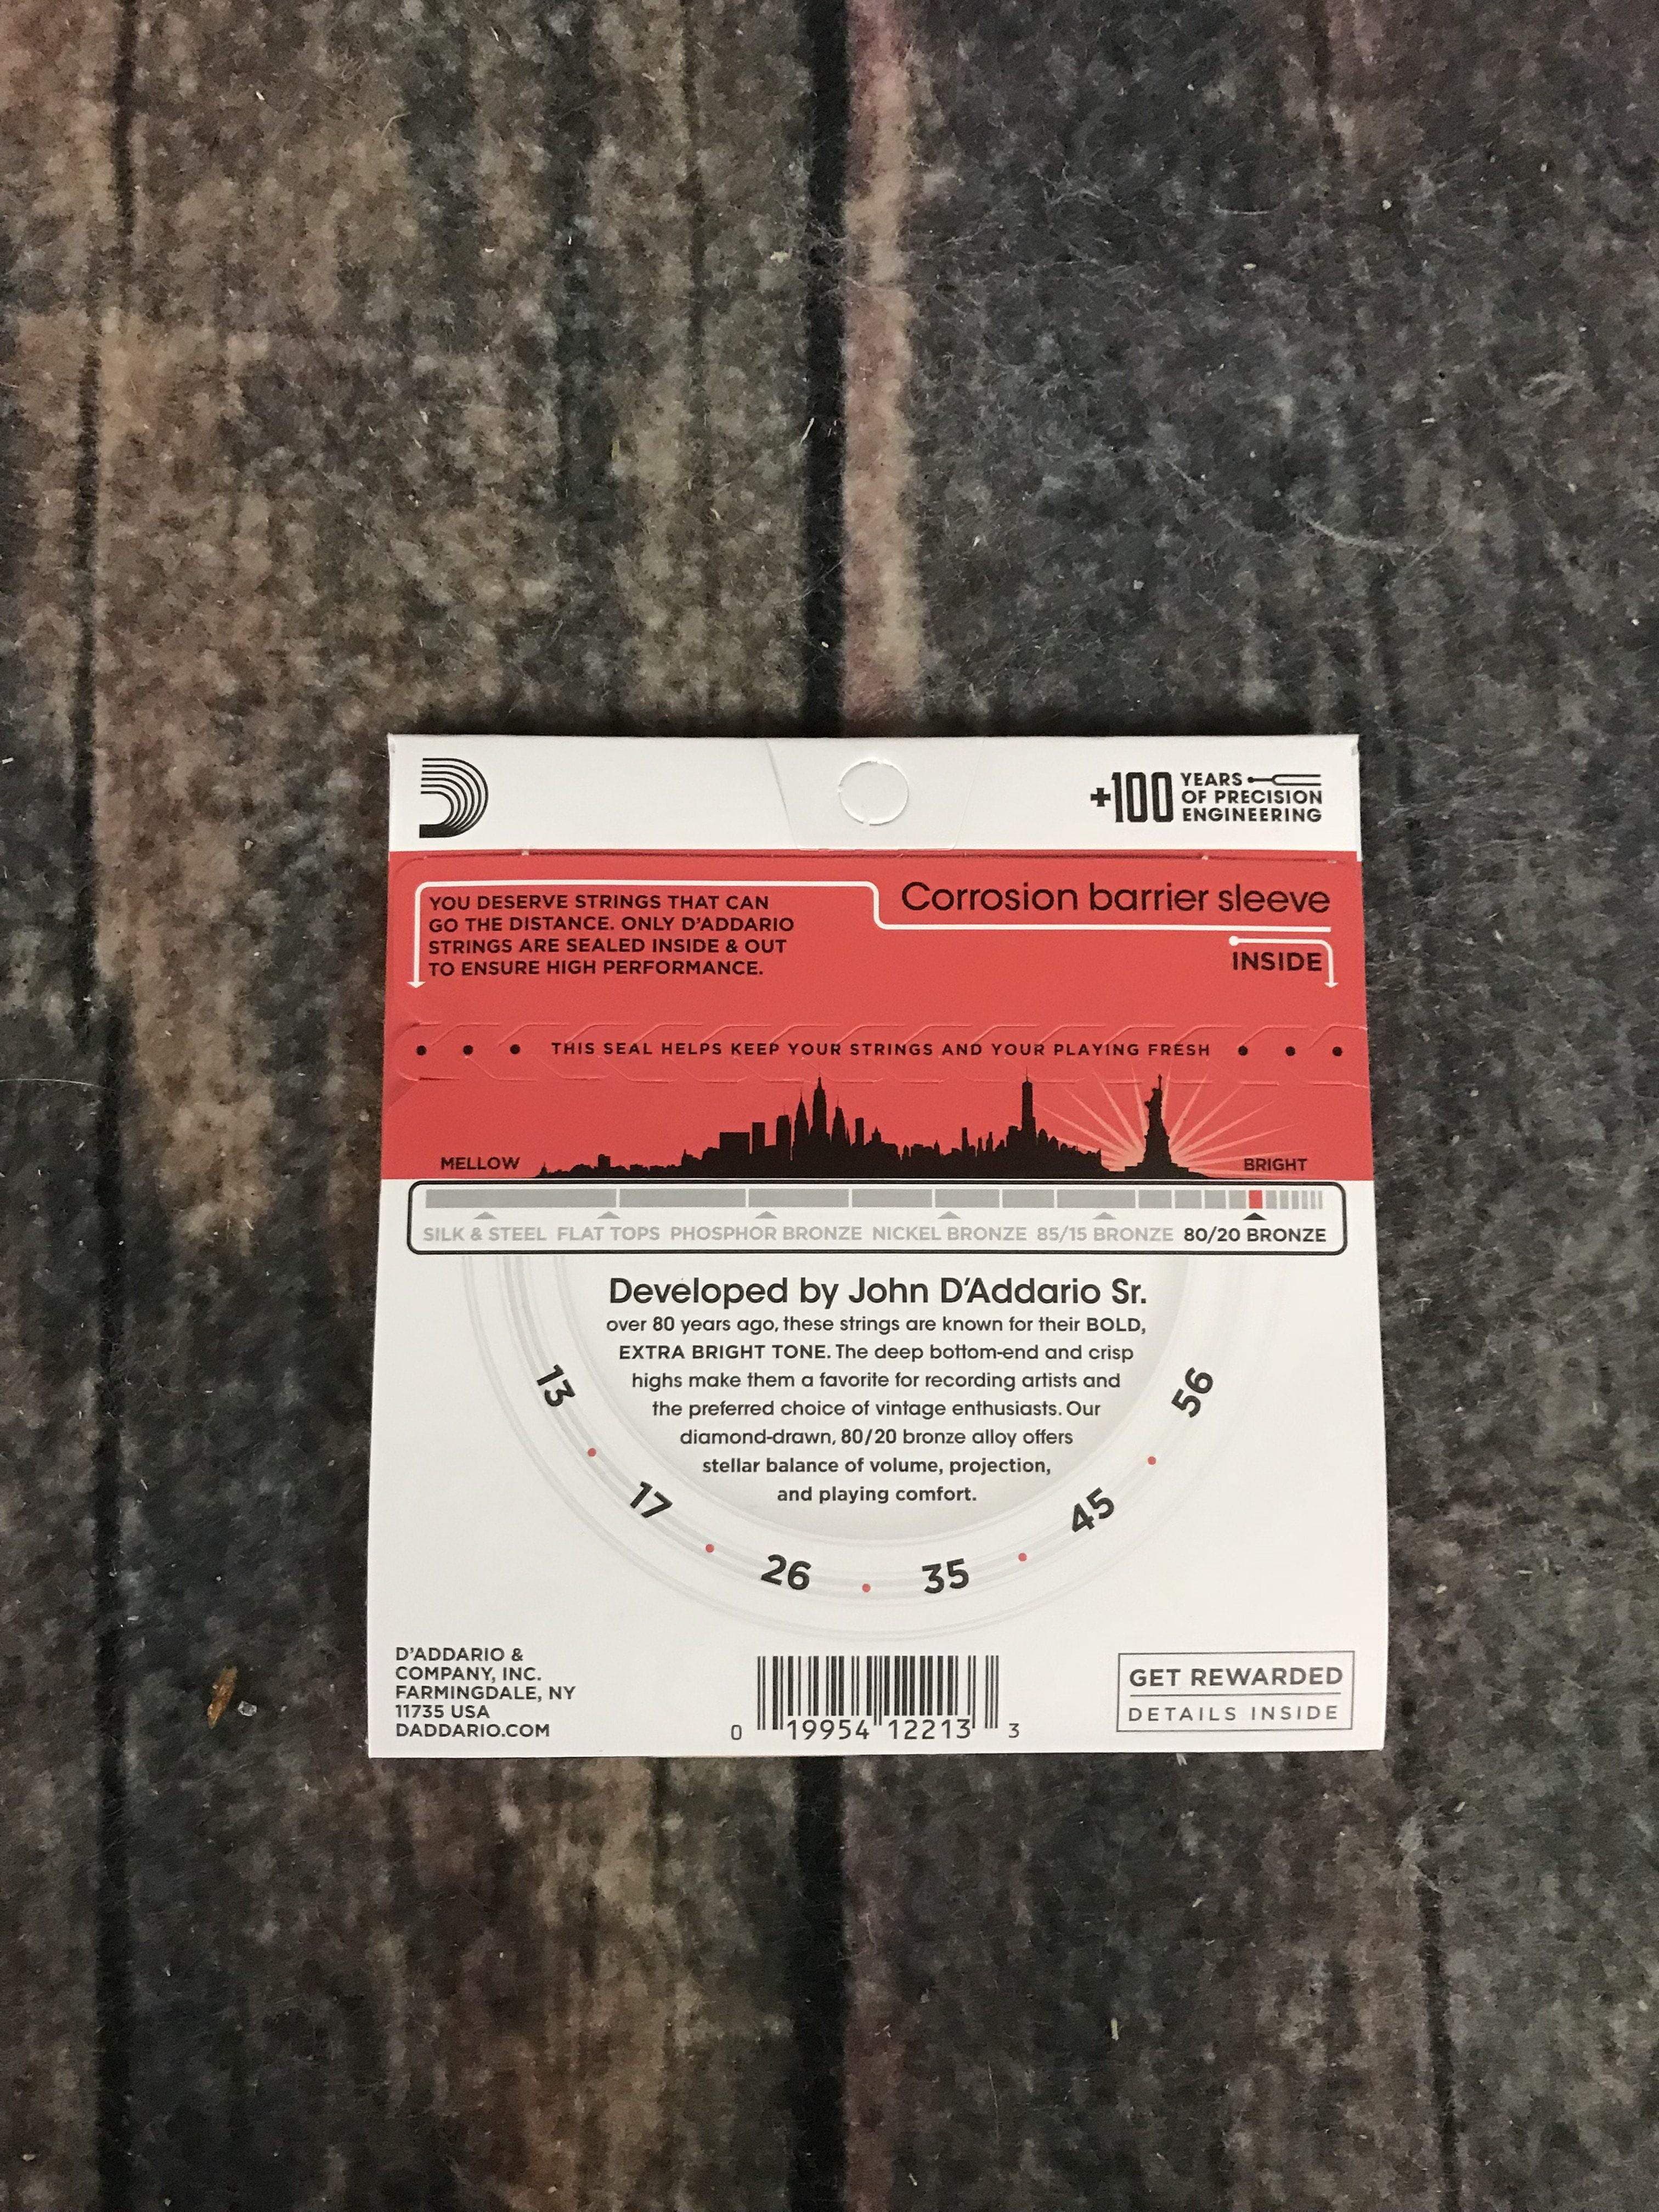 +100 YEARS
OF PRECISION
ENGINEERING
YOU DESERVE STRINGS THAT CAN
GO THE DISTANCE. ONLY D'ADDARIO
STRINGS ARE SEALED INSIDE & OUT
TO ENSURE HIGH PERFORMANCE.
Corrosion barrier sleeve
INSIDE
THIS SEAL HELPS KEEP YOUR STRINGS AND YOUR PLAYING FRESH
MELLOW BRIGHT
SILK & STEEL FLAT TOPS PHOSPHOR BRONZE NICKEL BRONZE 85/15 BRONZE 80/20 BRONZE
Developed by John D'Addario Sr.
over 80 years ago, these strings are known for their BOLD,
EXTRA BRIGHT TONE. The deep bottom-end and crisp
highs make them a favorite for recording artists and
the preferred choice of vintage enthusiasts. Our
diamond-drawn, 80/20 bronze alloy offers
stellar balance of volume, projection,
and playing comfort.
13 • 17 • 26 • 35 • 45 • 56
D'ADDARIO &
COMPANY, INC.
FARMINGDALE, NY
11735 USA
DADDARIO.COM
0 19954 12213 3
GET REWARDED
DETAILS INSIDE